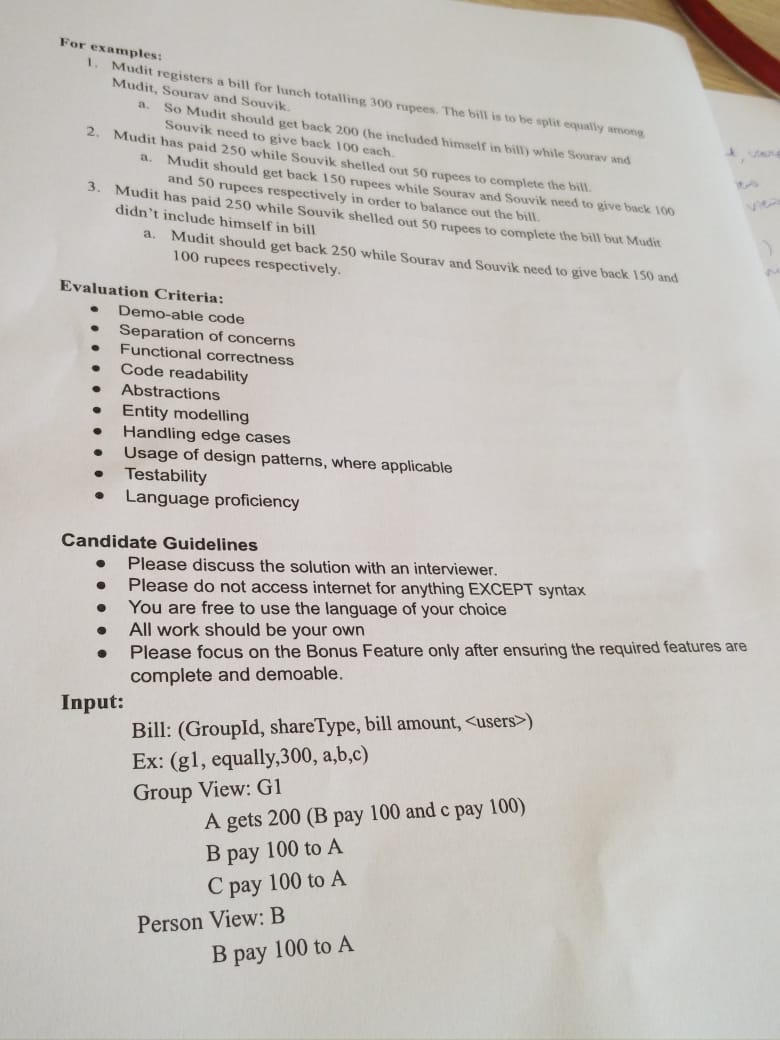 For examples:
1. Mudit registers a bill for lunch totalling 300 rupees. The bill is to be split equally among
Mudit, Sourav and Souvik.
a. So Mudit should get back 200 (he included himself in bill) while Sourav and
Souvik need to give back 100 each.
2. Mudit has paid 250 while Souvik shelled out 50 rupees to complete the bill.
a. Mudit should get back 150 rupees while Sourav and Souvik need to give back 100
and 50 rupees respectively in order to balance out the bill.
3. Mudit has paid 250 while Souvik shelled out 50 rupees to complete the bill but Mudit
didn't include himself in bill
a. Mudit should get back 250 while Sourav and Souvik need to give back 150 and
100 rupees respectively.
Evaluation Criteria:
• Demo-able code
• Separation of concerns
• Functional correctness
• Code readability
• Abstractions
• Entity modelling
• Handling edge cases
• Usage of design patterns, where applicable
• Testability
• Language proficiency
Candidate Guidelines
• Please discuss the solution with an interviewer.
• Please do not access internet for anything EXCEPT syntax
• You are free to use the language of your choice
• All work should be your own
• Please focus on the Bonus Feature only after ensuring the required features are
complete and demoable.
Input:
Bill: (GroupId, shareType, bill amount, <users>)
Ex: (g1, equally,300, a,b,c)
Group View: G1
A gets 200 (B pay 100 and c pay 100)
B pay 100 to A
C pay 100 to A
Person View: B
B pay 100 to A